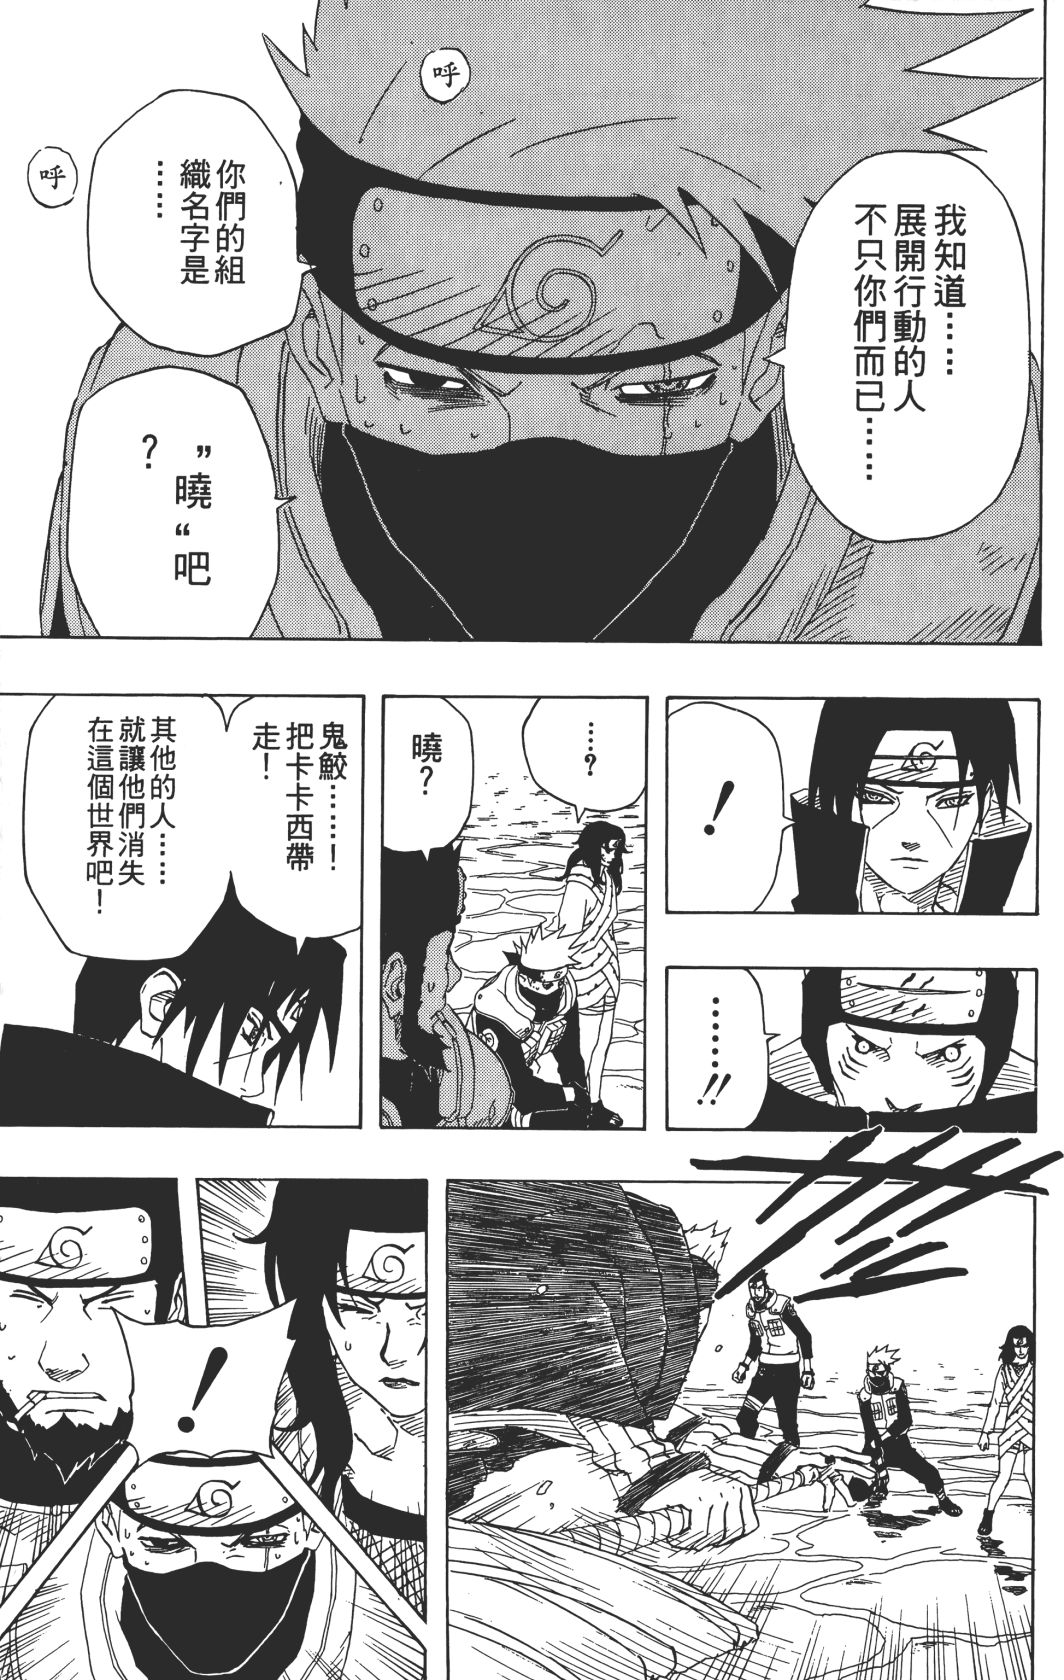 呼
我知道……
展開行動的人
不只你們而已……
你們的組
織名字是
……
呼
”曉“吧
？
！
……!!
…?
曉？
鬼鮫……！
把卡卡西帶
走！
其他的人……
就讓他們消失
在這個世界吧！
！